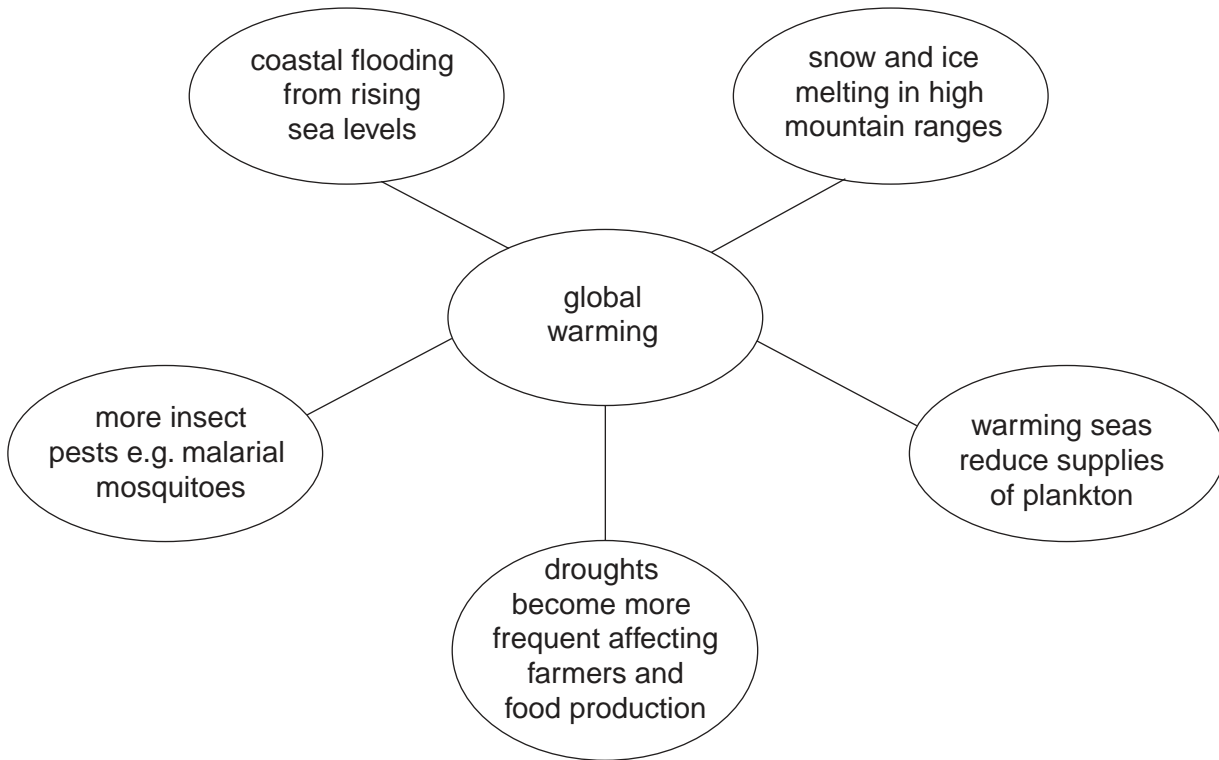 coastal flooding
from rising
sea levels
snow and ice
melting in high
mountain ranges
global
warming
more insect
pests e.g. malarial
mosquitoes
warming seas
reduce supplies
of plankton
droughts
become more
frequent affecting
farmers and
food production